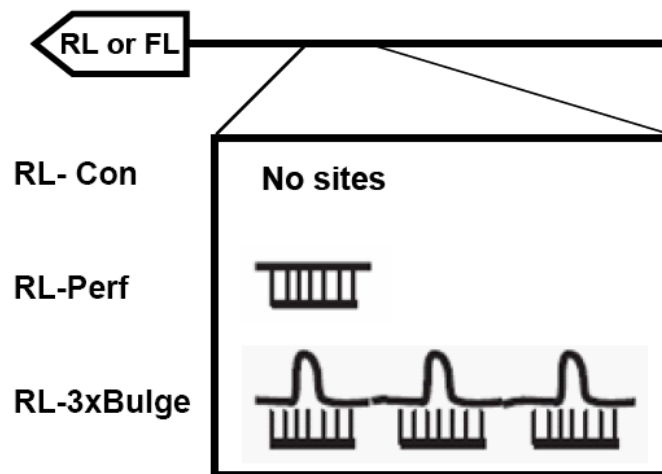 RL or FL
RL- Con
No sites
RL-Perf
RL-3xBulge